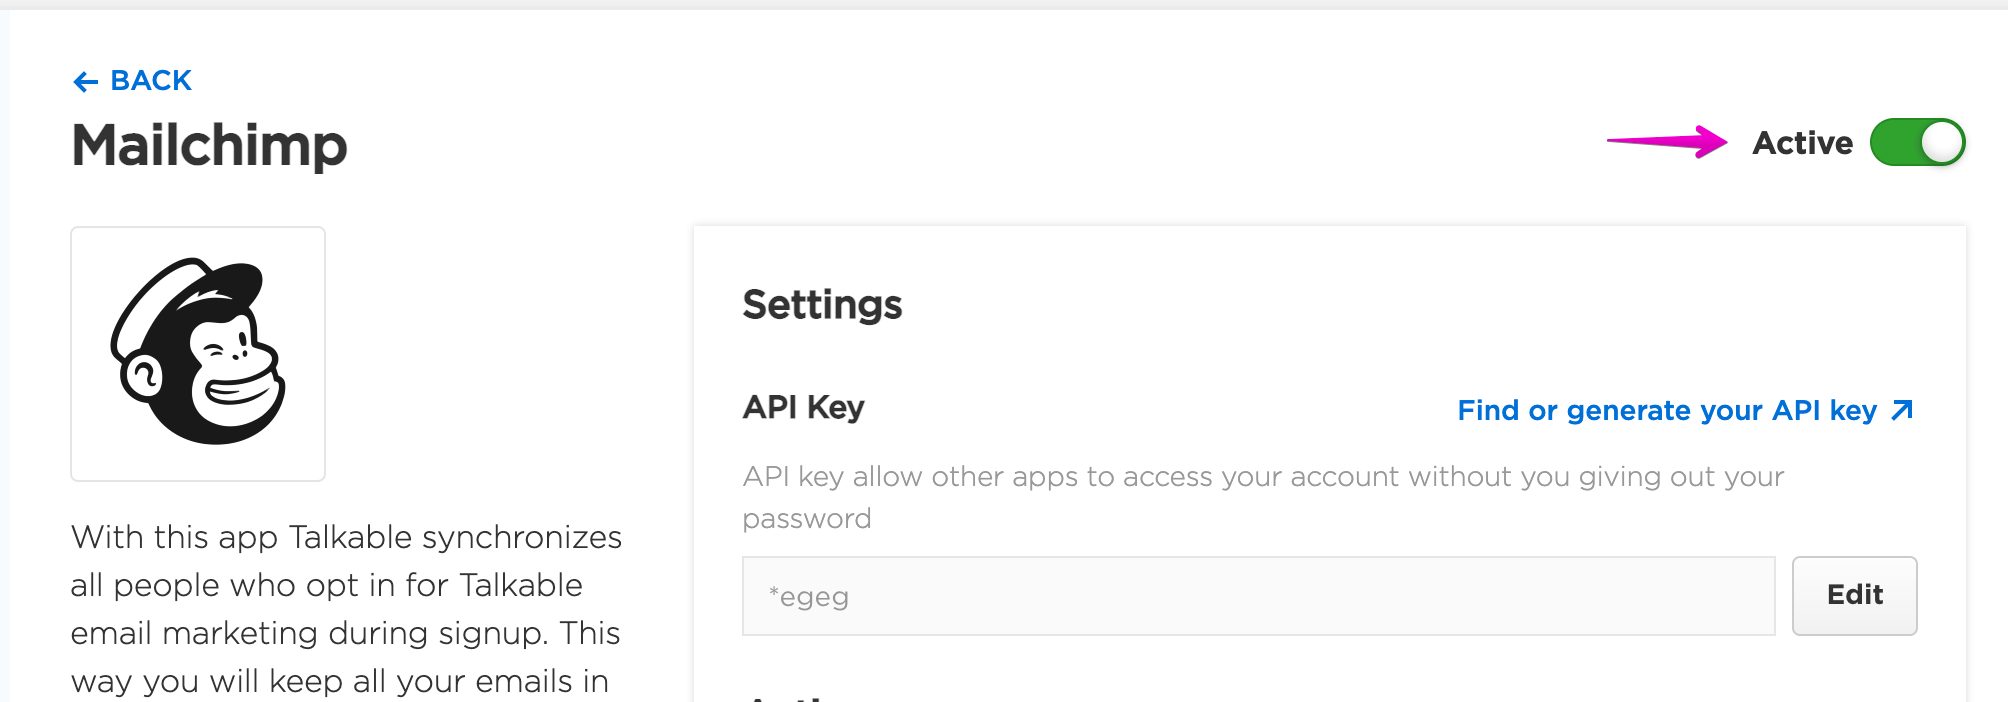 BACK
Mailchimp
Active
With this app Talkable synchronizes
all people who opt in for Talkable
email marketing during signup. This
way you will keep all your emails in
Settings
API Key
Find or generate your API key
API key allow other apps to access your account without you giving out your
password
*egeg
Edit